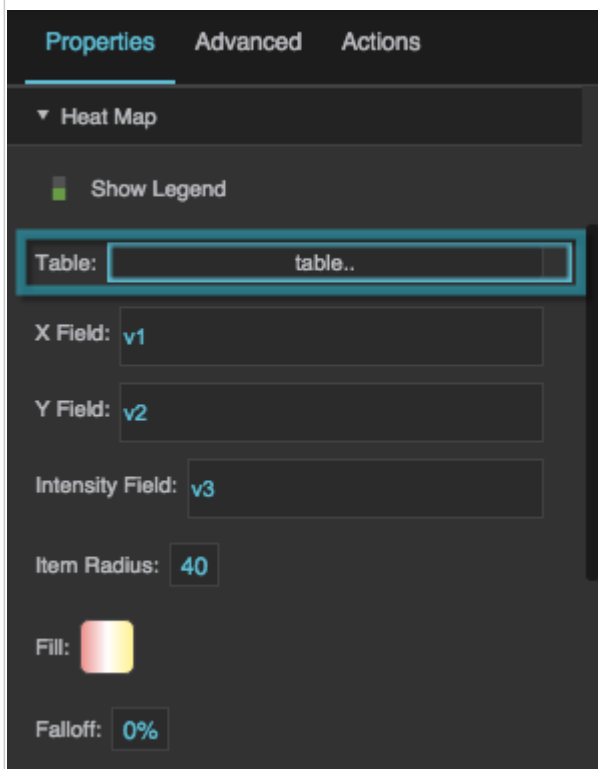 Properties Advanced Actions
Heat Map
Show Legend
Table: table..
X Field: v1
Y Field: v2
Intensity Field: v3
Item Radius: 40
Fill:
Falloff: 0%